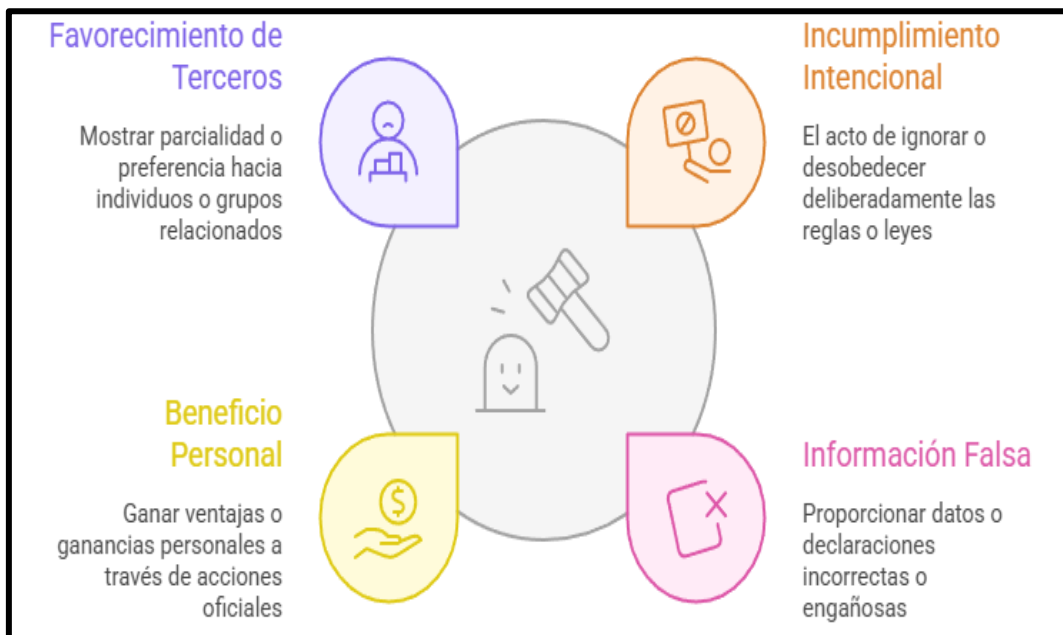 Favorecimiento de
Terceros
Mostrar parcialidad o
preferencia hacia
individuos o grupos
relacionados
Incumplimiento
Intencional
El acto de ignorar o
desobedecer
deliberadamente las
reglas o leyes
Beneficio
Personal
Ganar ventajas o
ganancias personales a
través de acciones
oficiales
Información Falsa
Proporcionar datos o
declaraciones
incorrectas o
engañosas